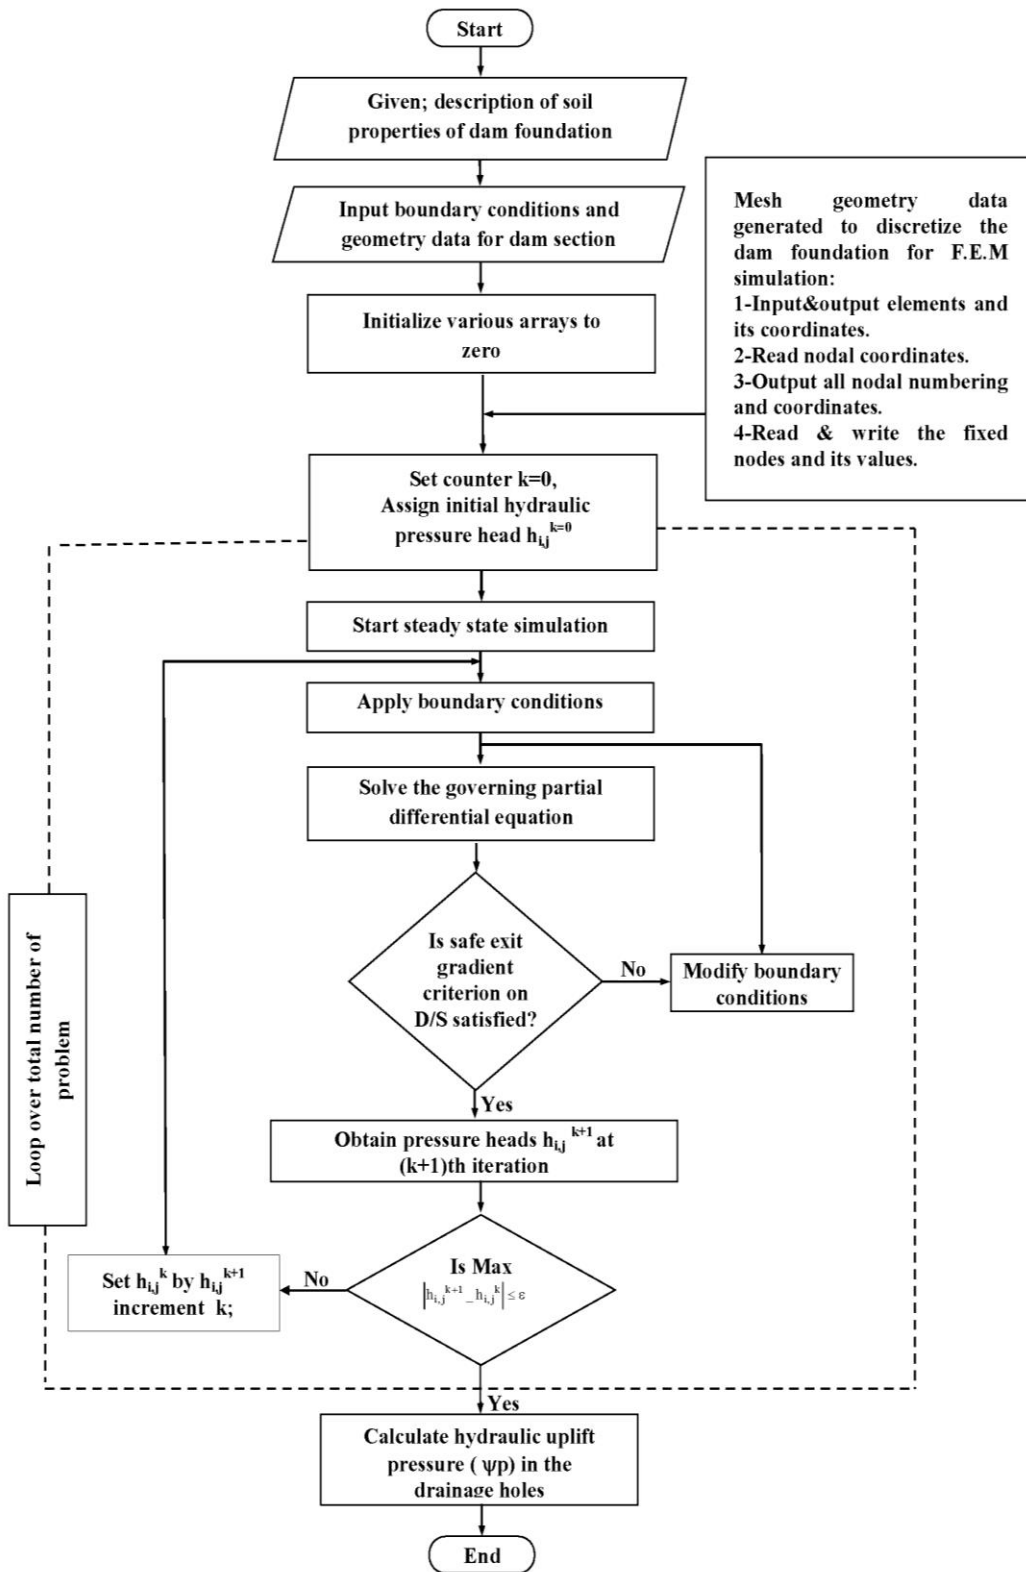 Start
Given; description of soil
properties of dam foundation
Input boundary conditions and
geometry data for dam section
Initialize various arrays to
zero
Mesh geometry data
generated to discretize the
dam foundation for F.E.M
simulation:
1-Input&output elements and
its coordinates.
2-Read nodal coordinates.
3-Output all nodal numbering
and coordinates.
4-Read & write the fixed
nodes and its values.
Set counter k=0,
Assign initial hydraulic
pressure head h_{i,j}^{k=0}
Start steady state simulation
Apply boundary conditions
Solve the governing partial
differential equation
Is safe exit
gradient
criterion on
D/S satisfied?
No
Modify boundary
conditions
Yes
Loop over total number of
problem
Obtain pressure heads h_{i,j}^{k+1} at
(k+1)th iteration
Is Max
|h_{i,j}^{k+1} – h_{i,j}^{k}| ≤ ε
No
Set h_{i,j}^{k} by h_{i,j}^{k+1}
increment k;
Yes
Calculate hydraulic uplift
pressure ( ψp) in the
drainage holes
End